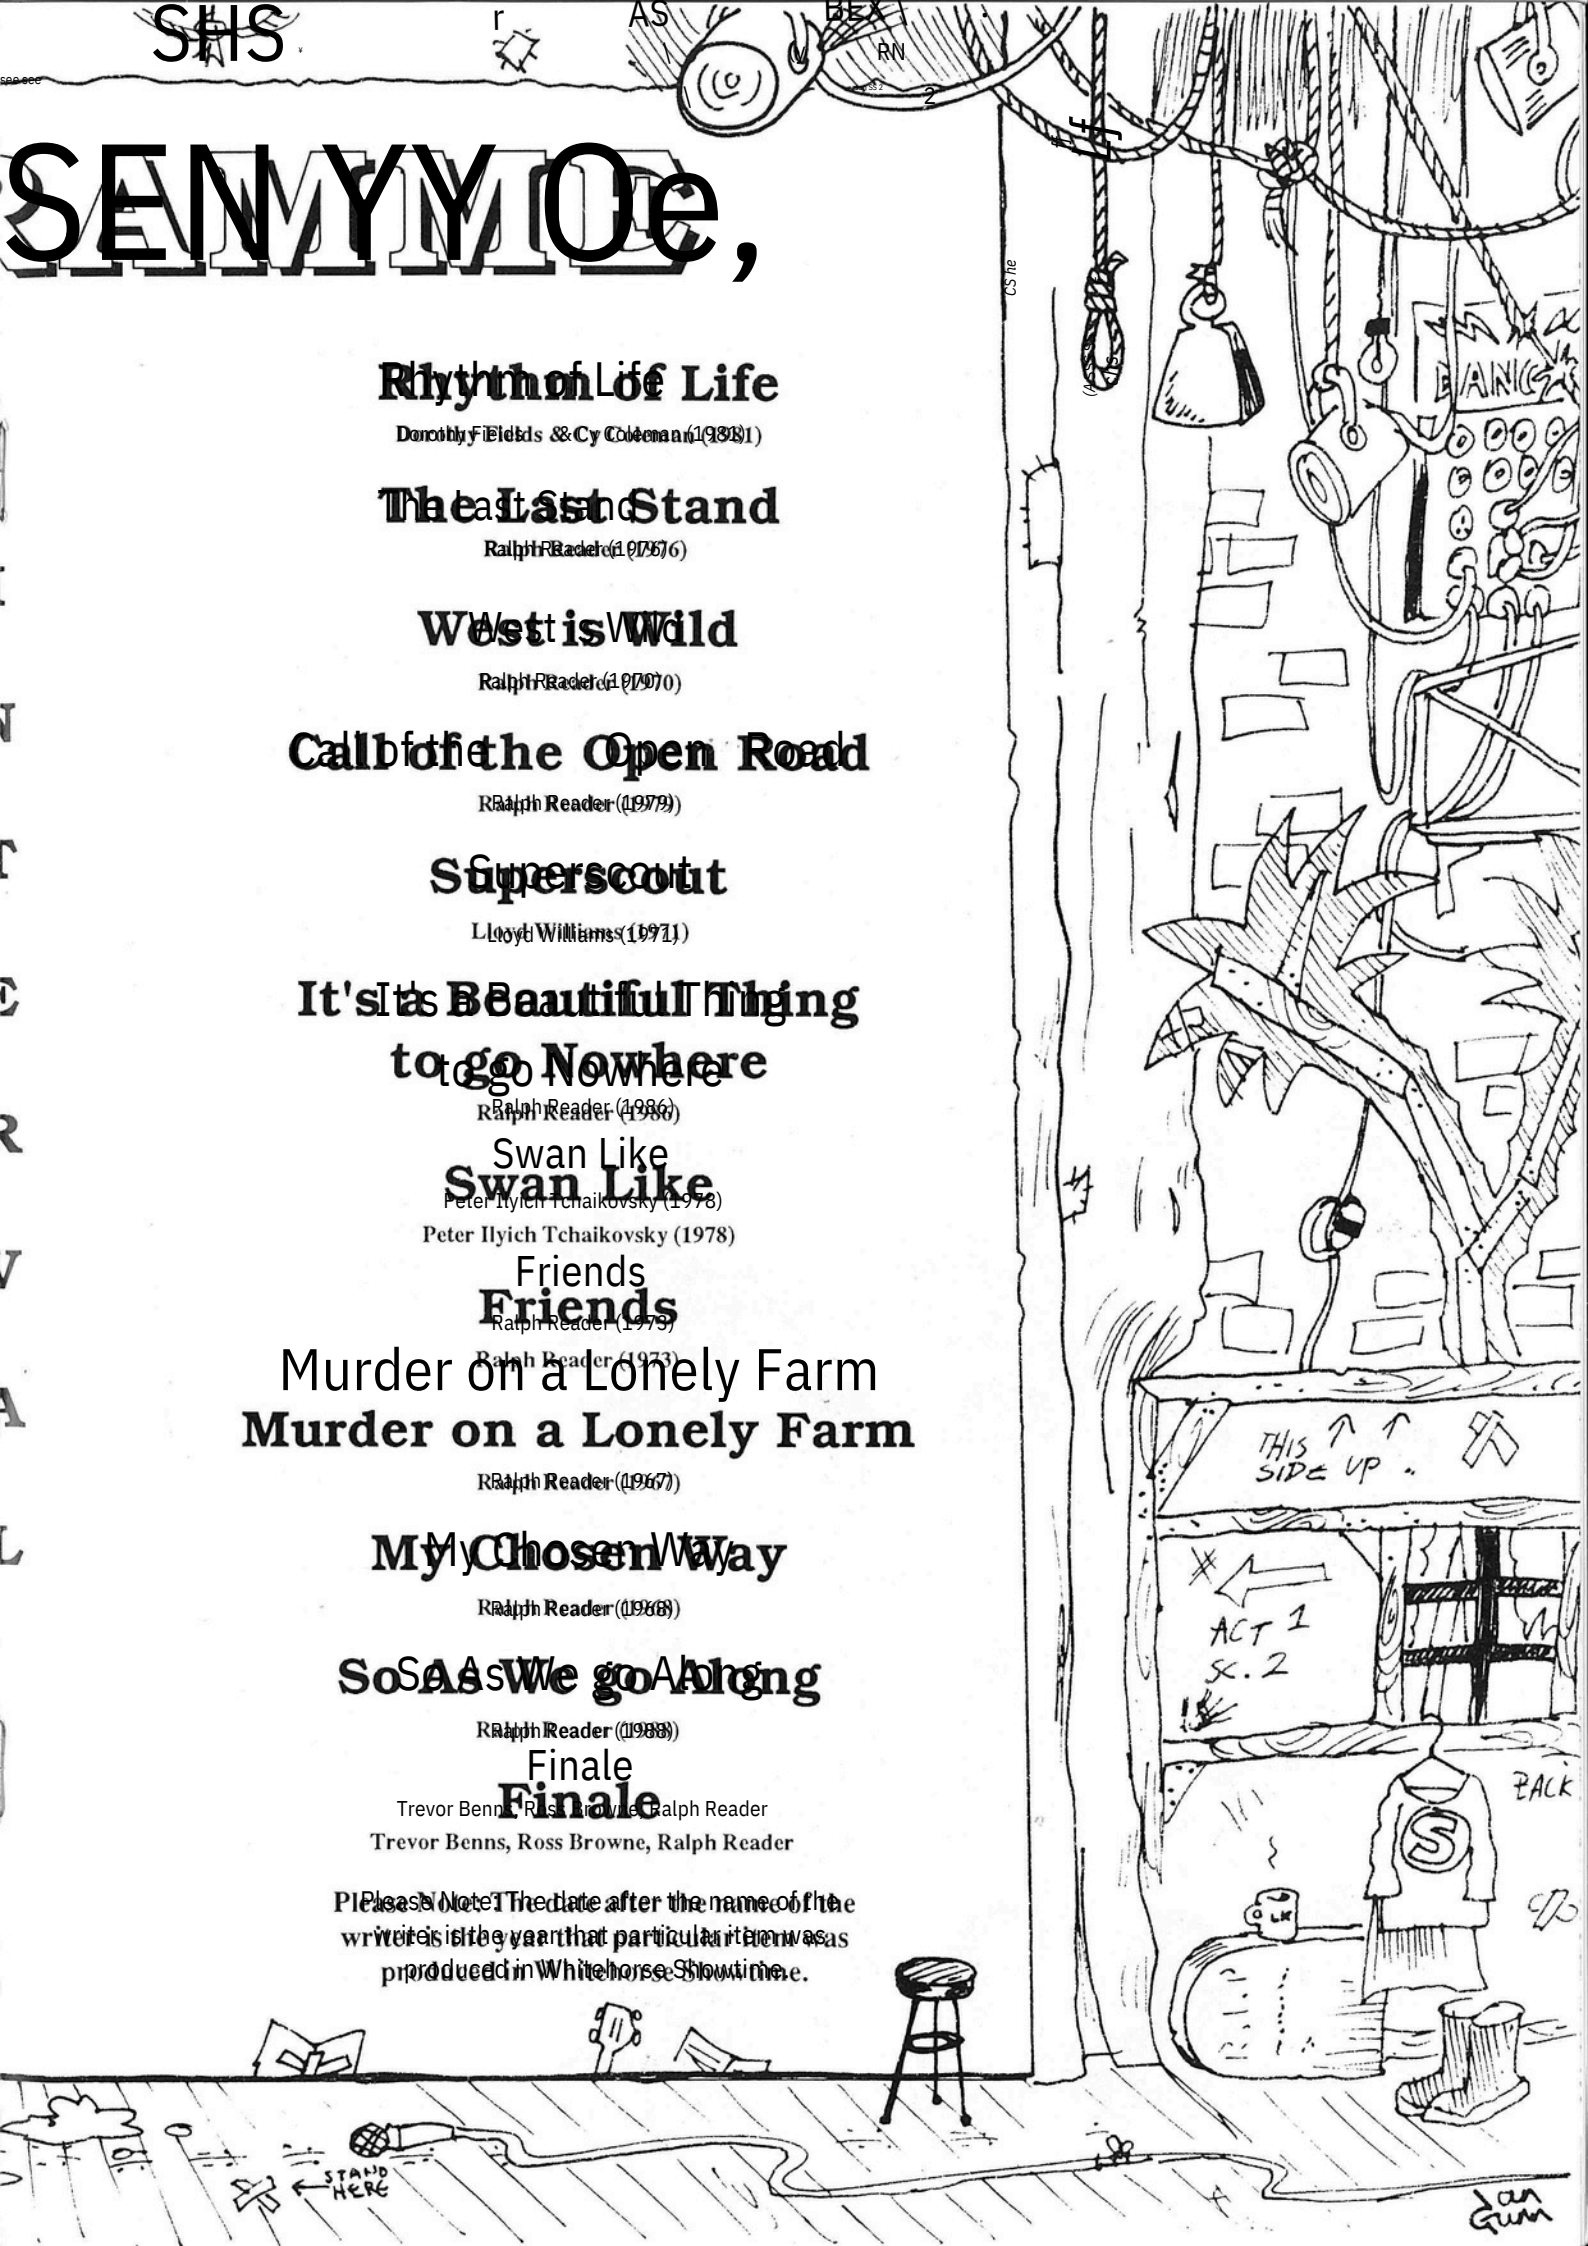 RAMME
Rhythm of Life
Dorothy Fields & Cy Coleman (1981)
The Last Stand
Ralph Reader (1976)
West is Wild
Ralph Reader (1970)
Call of the Open Road
Ralph Reader (1979)
Superscout
Lloyd Williams (1971)
It's a Beautiful Thing
to go Nowhere
Ralph Reader (1986)
Swan Like
Peter Ilyich Tchaikovsky (1978)
Friends
Ralph Reader (1973)
Murder on a Lonely Farm
Ralph Reader (1967)
My Chosen Way
Ralph Reader (1968)
So As We go Along
Ralph Reader (1988)
Finale
Trevor Benns, Ross Browne, Ralph Reader
Please Note: The date after the name of the
writer is the year that particular item was
produced in Whitehorse Showtime.
DANG
THIS
SIDE UP
ACT 1
SC. 2
ZACK
S
STAND
HERE
Jan
Gunn